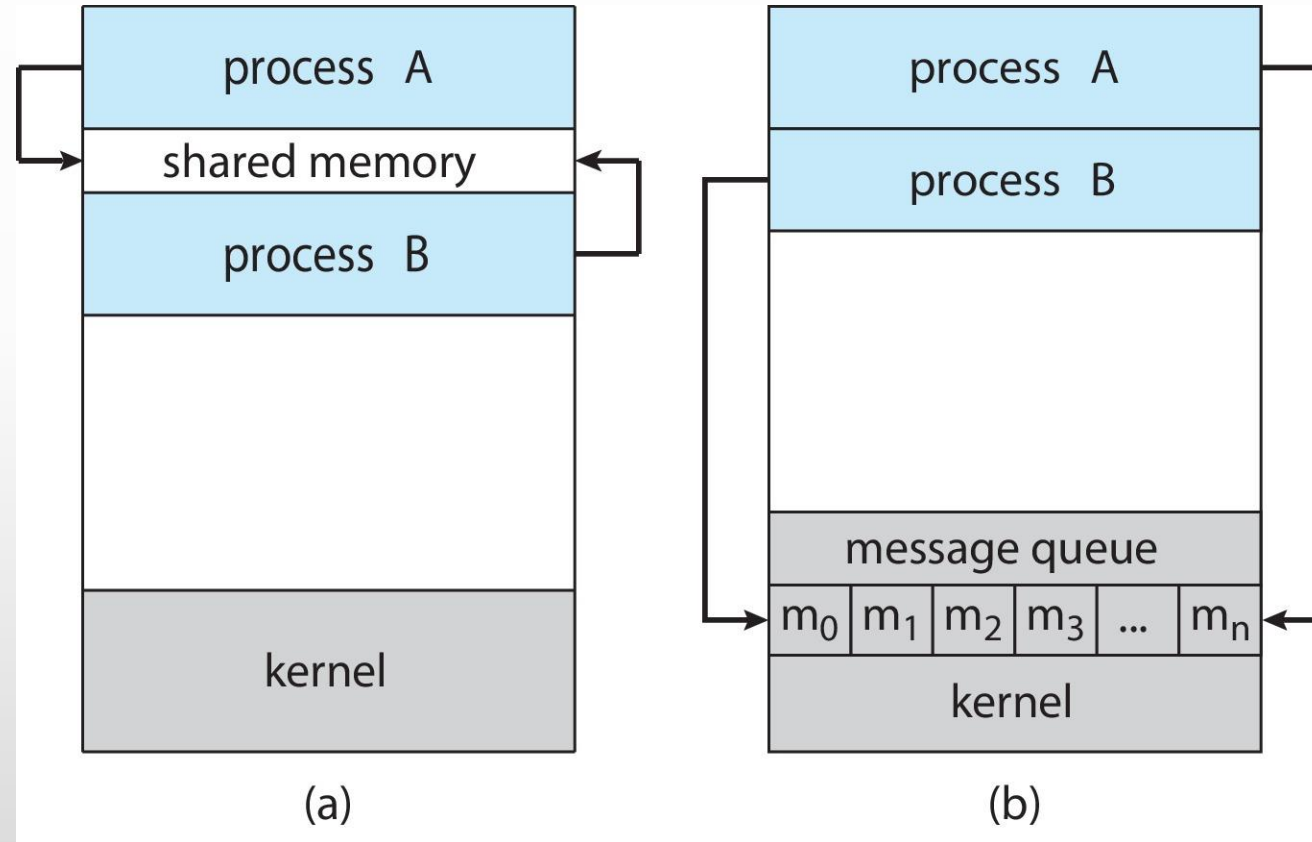 process A
shared memory
process B
kernel
(a)
process A
process B
message queue
m₀ m₁ m₂ m₃ ... mₙ
kernel
(b)